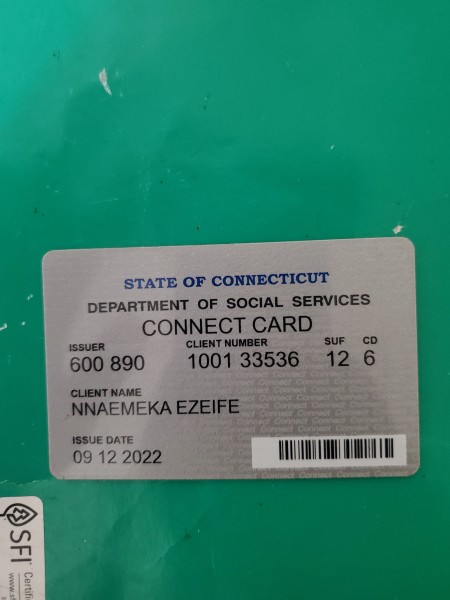 STATE OF CONNECTICUT
DEPARTMENT OF SOCIAL SERVICES
CONNECT CARD
ISSUER CLIENT NUMBER SUF CD
600 890 1001 33536 12 6
CLIENT NAME
NNAEMEKA EZEIFE
ISSUE DATE
09 12 2022
SFI